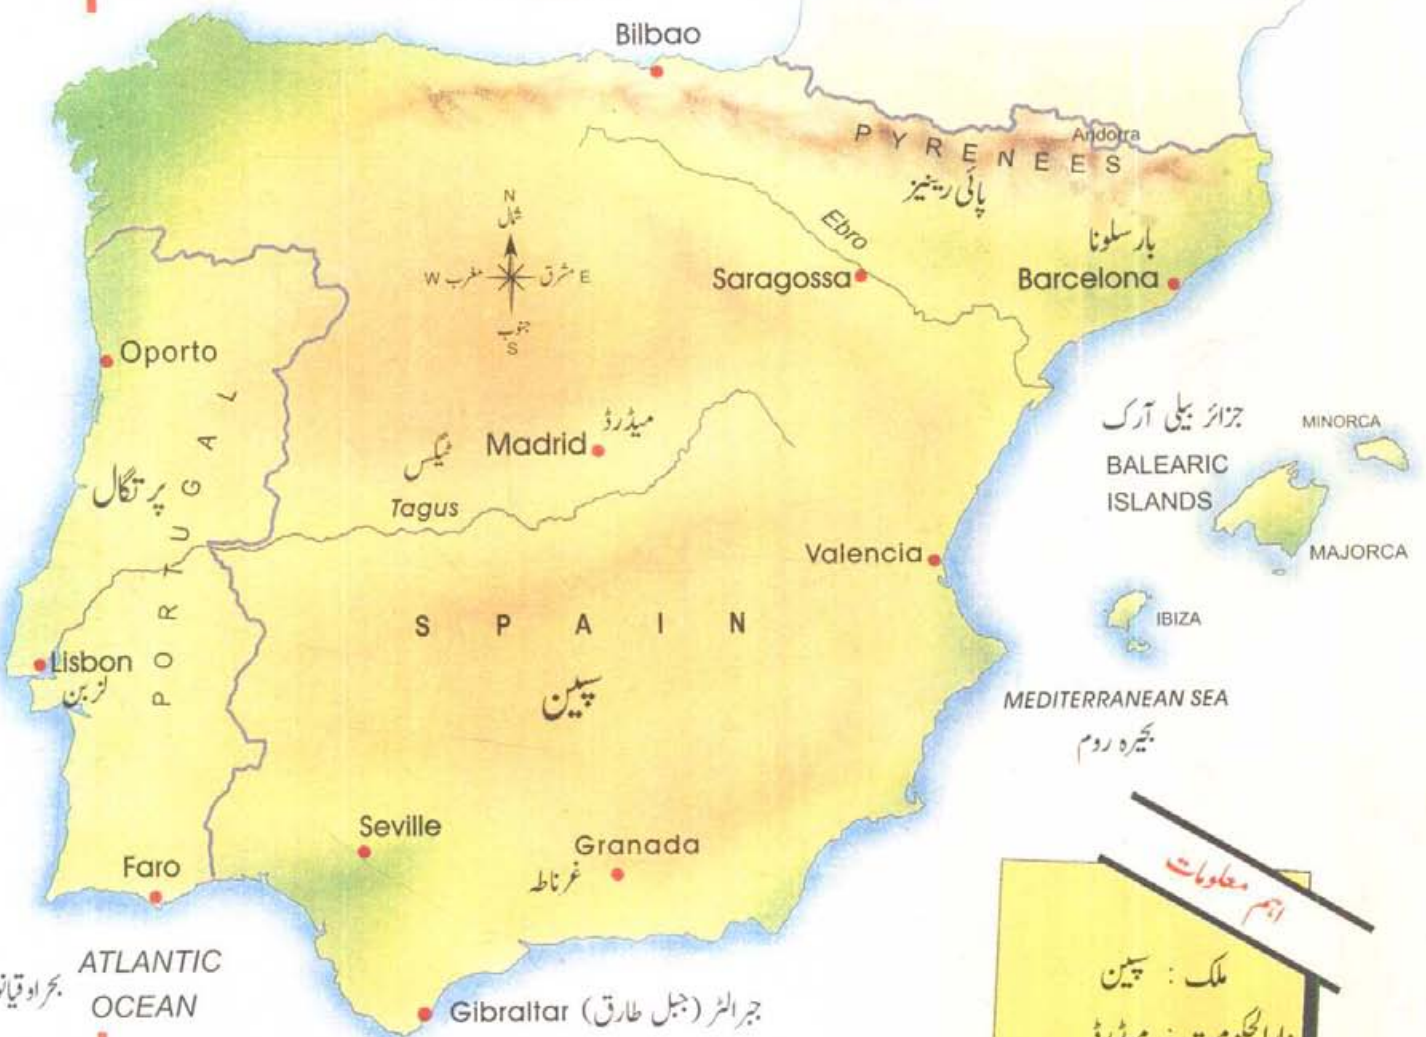 Bilbao
Andorra
PYRENEES
پائی رینیز
Ebro
N
شمال
W مغرب مشرق E
جنوب
S
بارسلونا
Saragossa
Barcelona
Oporto
PORTUGAL
پرتگال
میڈرڈ
Madrid
ٹیگس
Tagus
جزائر بیلی آرک
MINORCA
BALEARIC
ISLANDS
MAJORCA
Valencia
IBIZA
SPAIN
سپین
Lisbon
لزبن
MEDITERRANEAN SEA
بحیرہ روم
Seville
Granada
غرناطہ
Faro
اہم معلومات
ATLANTIC
OCEAN
Gibraltar جبرالٹر (جبل طارق)
ملک : سپین